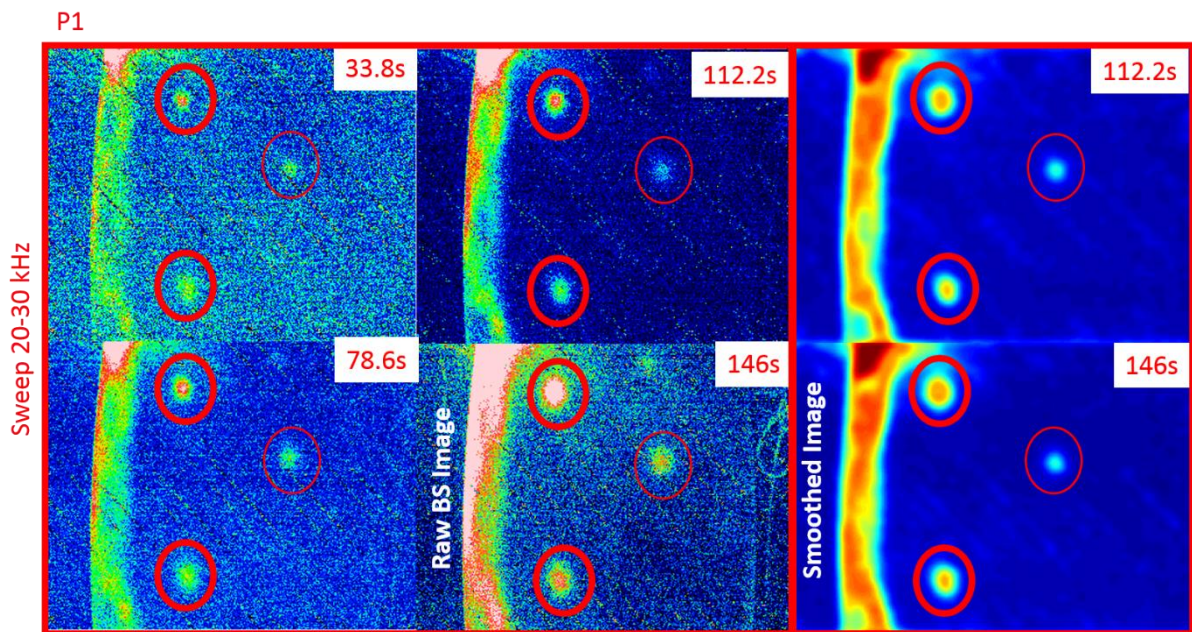 P1
Sweep 20-30 kHz
33.8s
112.2s
112.2s
78.6s
146s
146s
Raw BS Image
Smoothed Image